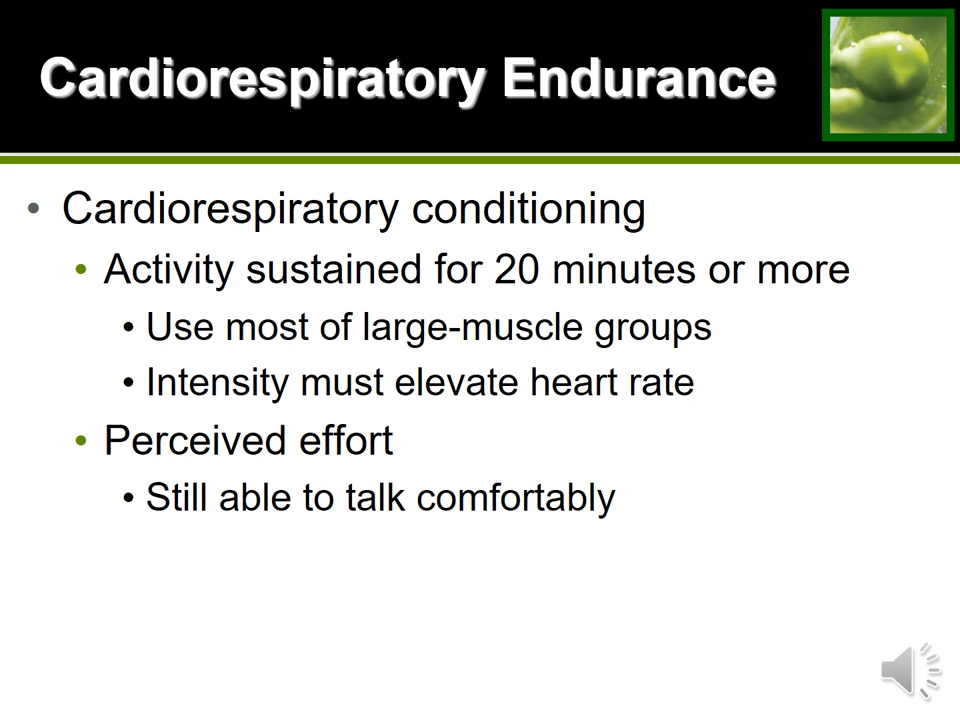 Cardiorespiratory Endurance
• Cardiorespiratory conditioning
• Activity sustained for 20 minutes or more
• Use most of large-muscle groups
• Intensity must elevate heart rate
• Perceived effort
• Still able to talk comfortably